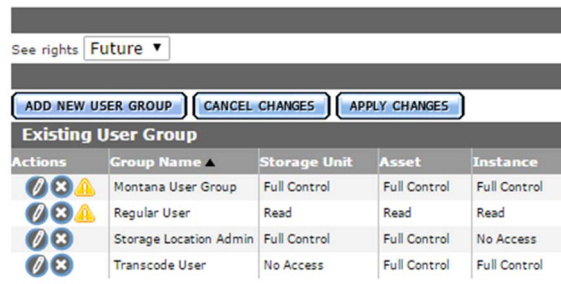 See rights Future ▼
ADD NEW USER GROUP CANCEL CHANGES APPLY CHANGES
Existing User Group
Actions Group Name ▲ Storage Unit Asset Instance
Montana User Group Full Control Full Control Full Control
Regular User Read Read Read
Storage Location Admin Full Control Full Control No Access
Transcode User No Access Full Control Full Control